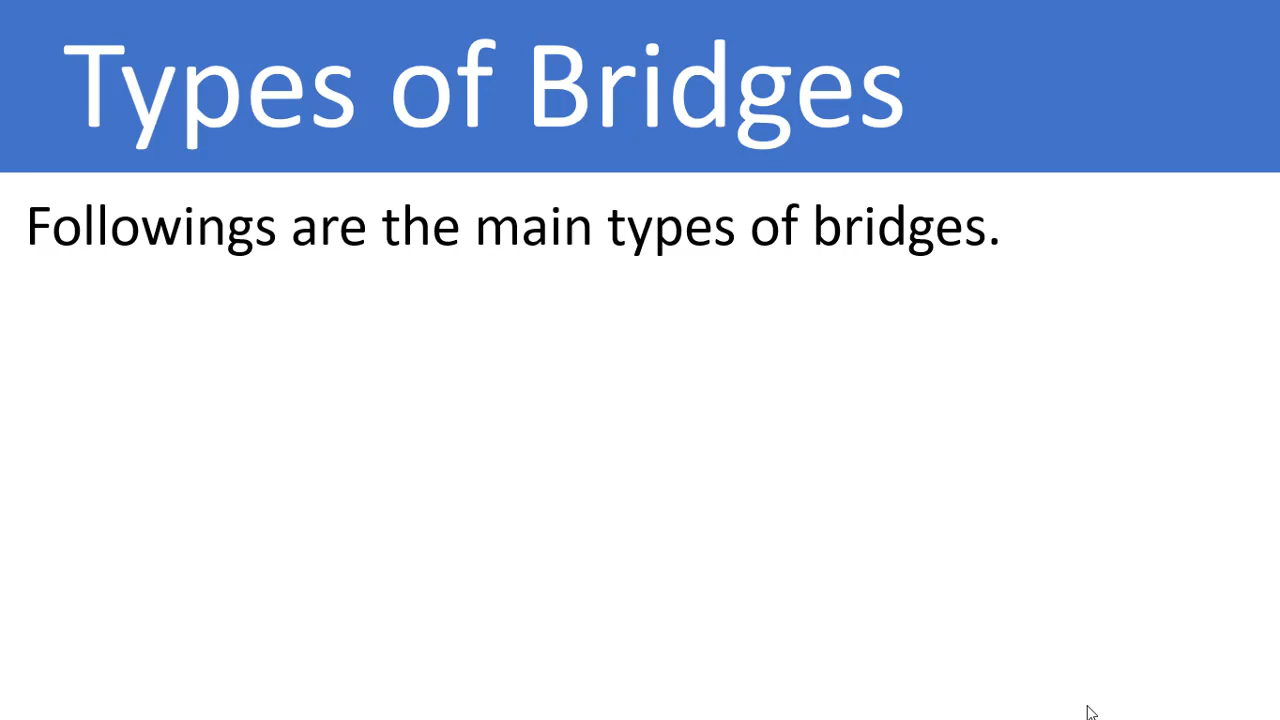 Types of Bridges
Followings are the main types of bridges.